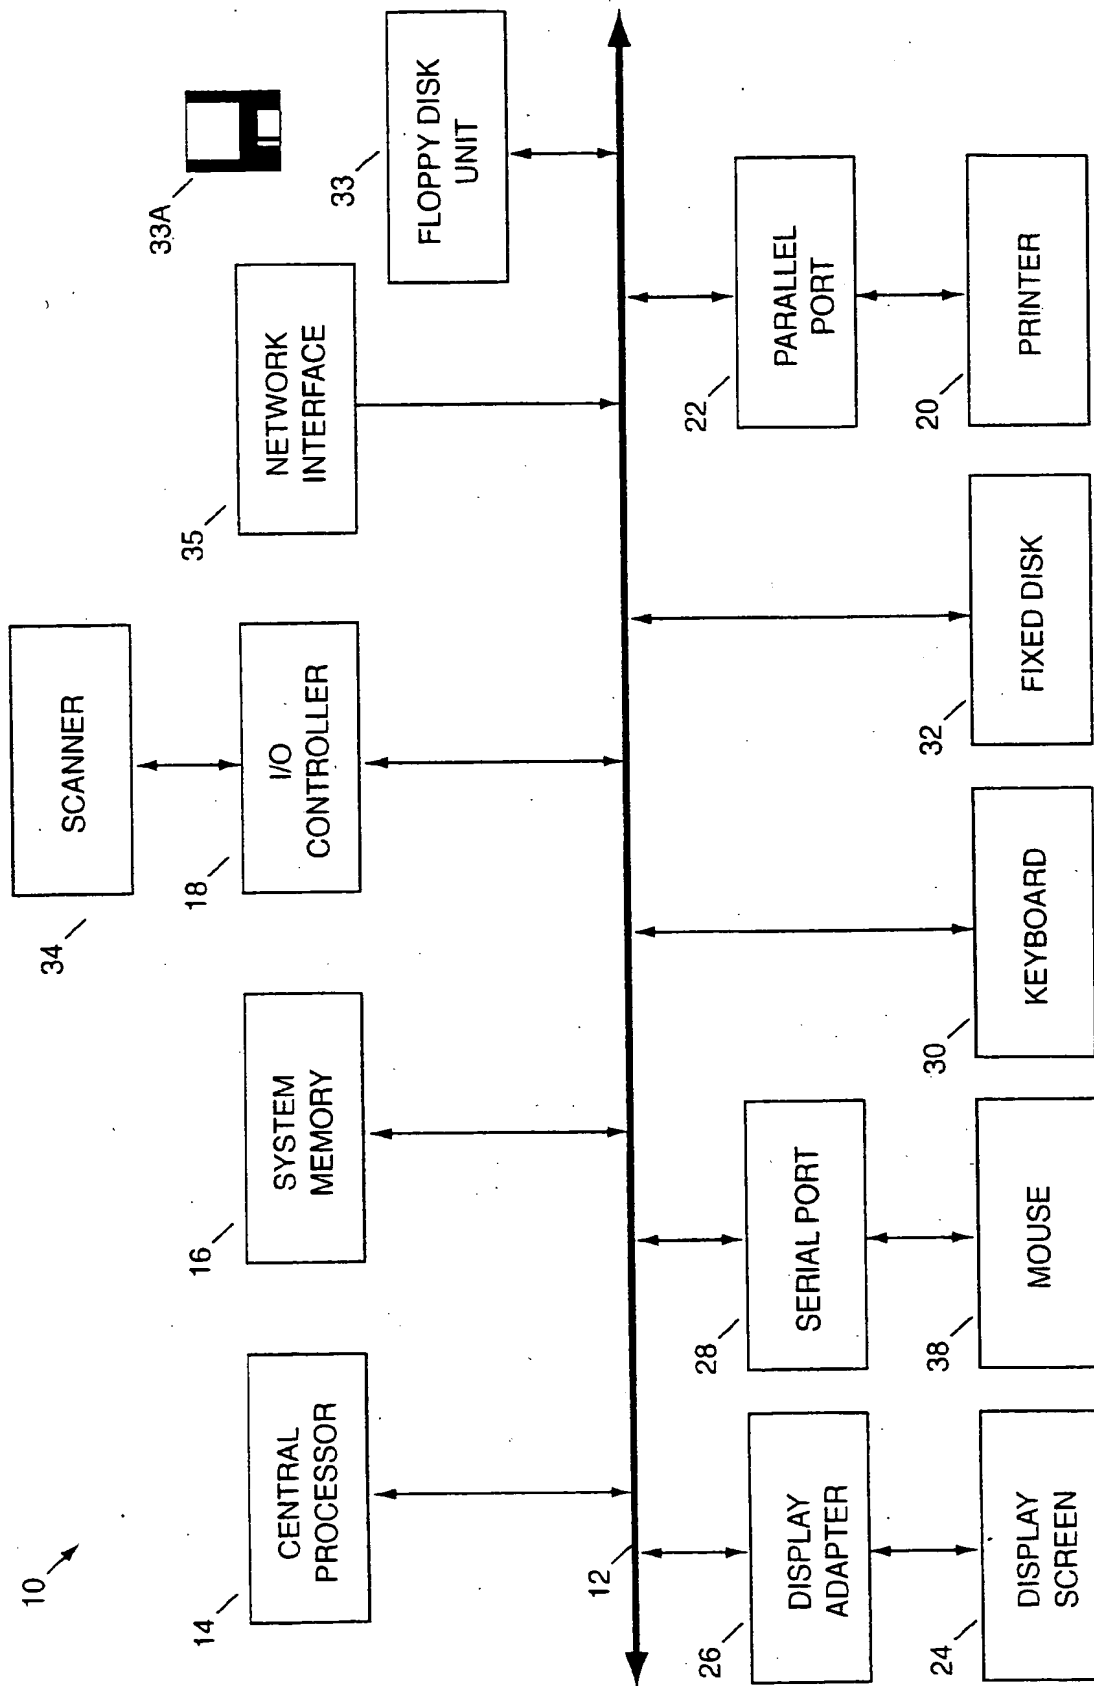 10
34
SCANNER
33A
14
CENTRAL
PROCESSOR
16
SYSTEM
MEMORY
18
I/O
CONTROLLER
35
NETWORK
INTERFACE
33
FLOPPY DISK
UNIT
12
26
DISPLAY
ADAPTER
28
SERIAL PORT
22
PARALLEL
PORT
24
DISPLAY
SCREEN
38
MOUSE
30
KEYBOARD
32
FIXED DISK
20
PRINTER